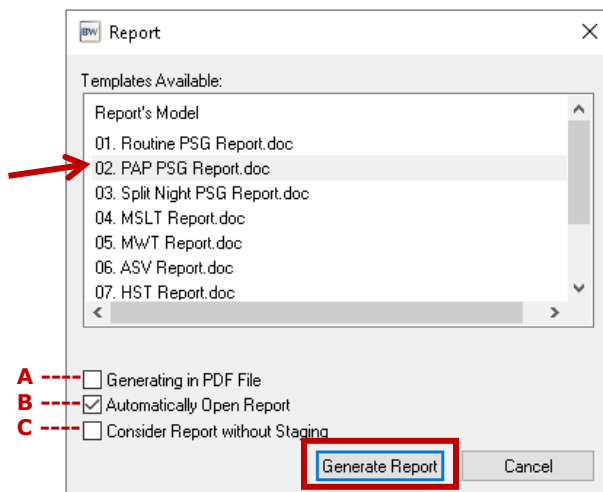 BW Report
Templates Available:
Report's Model
01. Routine PSG Report.doc
02. PAP PSG Report.doc
03. Split Night PSG Report.doc
04. MSLT Report.doc
05. MWT Report.doc
06. ASV Report.doc
07. HST Report.doc
A Generating in PDF File
B Automatically Open Report
C Consider Report without Staging
Generate Report Cancel